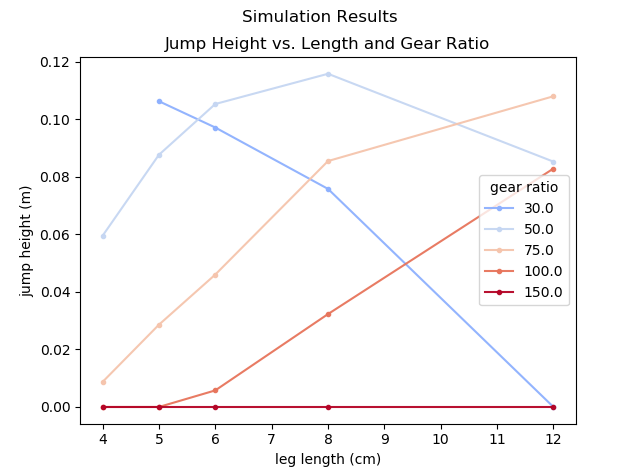 Simulation Results
Jump Height vs. Length and Gear Ratio
jump height (m)
0.12
0.10
0.08
0.06
0.04
0.02
0.00
gear ratio
30.0
50.0
75.0
100.0
150.0
4 5 6 7 8 9 10 11 12
leg length (cm)